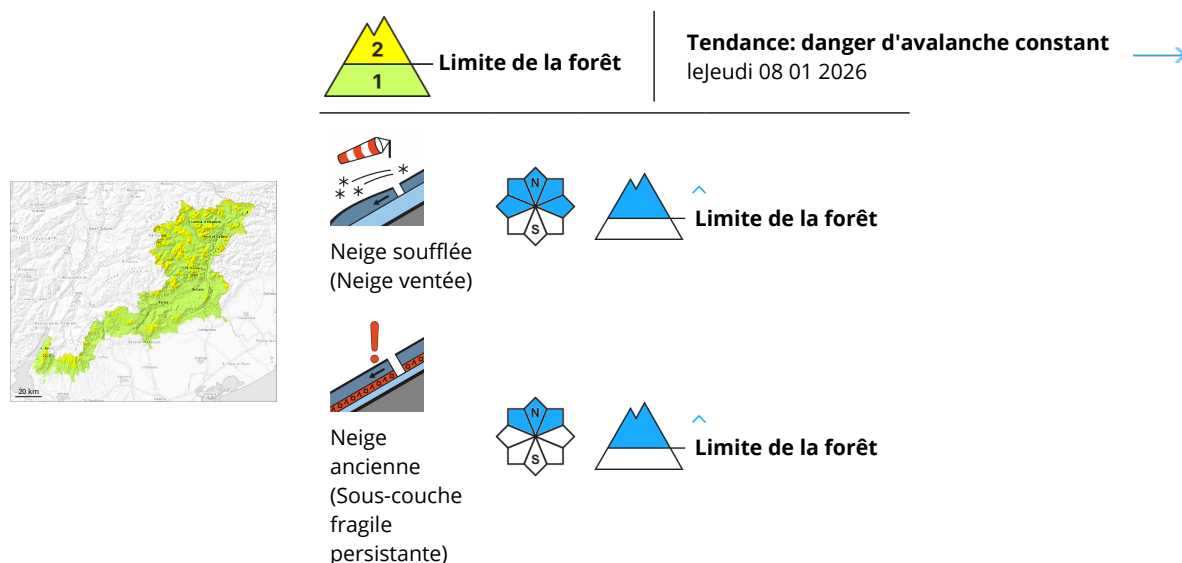 2
1
Limite de la forêt
Tendance: danger d'avalanche constant
leJeudi 08 01 2026
N
S
Limite de la forêt
Neige soufflée
(Neige ventée)
20 km
N
S
Limite de la forêt
Neige
ancienne
(Sous-couche
fragile
persistante)